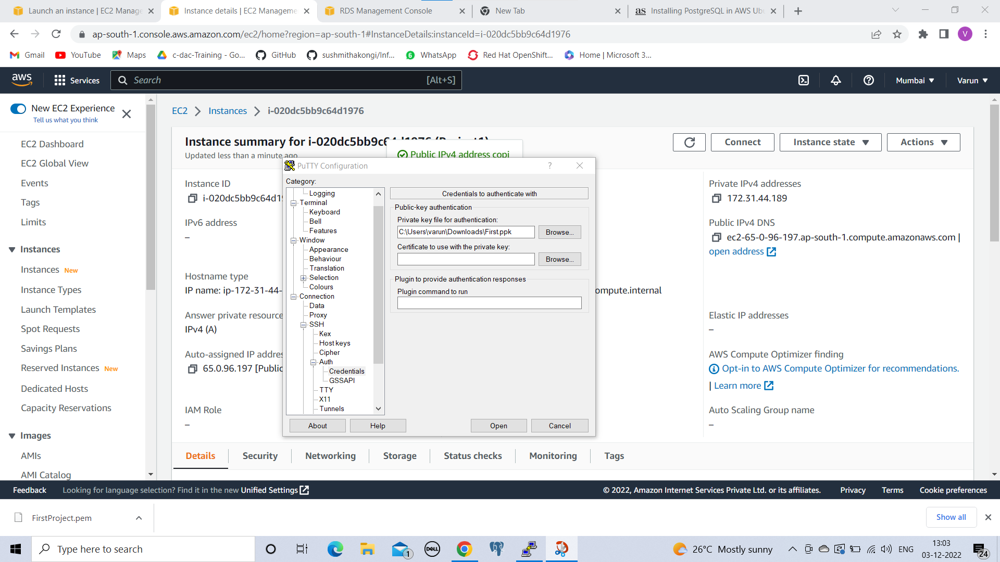 Launch an instance | EC2 Manage
Instance details | EC2 Manageme
RDS Management Console
New Tab
as Installing PostgreSQL in AWS Ub
ap-south-1.console.aws.amazon.com/ec2/home?region=ap-south-1#InstanceDetails:instanceId=i-020dc5bb9c64d1976
V
Gmail
YouTube
Maps
c-dac-Training - Go...
GitHub
sushmithakongi/Inf...
6
WhatsApp
Red Hat OpenShift...
Home | Microsoft 3...
aws
Services
Search
[Alt+S]
Mumbai
Varun
New EC2 Experience
Tell us what you think
EC2 Dashboard
EC2 Global View
Events
Tags
Limits
Instances
Instances New
Instance Types
Launch Templates
Spot Requests
Savings Plans
Reserved Instances New
Dedicated Hosts
Capacity Reservations
Images
AMIs
AMI Catalog
EC2 > Instances > i-020dc5bb9c64d1976
Instance summary for i-020dc5bb9c64d1976
Updated less than a minute ago
Public IPv4 address copi
Connect
Instance state
Actions
Instance ID
i-020dc5bb9c64d1
IPv6 address
–
Hostname type
IP name: ip-172-31-44-
ompute.internal
Answer private resource
IPv4 (A)
Auto-assigned IP addres
65.0.96.197 [Public
IAM Role
–
Private IPv4 addresses
172.31.44.189
Public IPv4 DNS
ec2-65-0-96-197.ap-south-1.compute.amazonaws.com |
open address
Elastic IP addresses
–
AWS Compute Optimizer finding
Opt-in to AWS Compute Optimizer for recommendations.
| Learn more
Auto Scaling Group name
–
PuTTY Configuration
?
Category:
Logging
Terminal
Keyboard
Bell
Features
Window
Appearance
Behaviour
Translation
Selection
Colours
Connection
Data
Proxy
SSH
Kex
Host keys
Cipher
Auth
Credentials
GSSAPI
TTY
X11
Tunnels
Credentials to authenticate with
Public-key authentication
Private key file for authentication:
C:\Users\varun\Downloads\First.ppk
Browse...
Certificate to use with the private key:
Browse...
Plugin to provide authentication responses
Plugin command to run
About
Help
Open
Cancel
Details
Security
Networking
Storage
Status checks
Monitoring
Tags
Feedback
Looking for language selection? Find it in the new Unified Settings
© 2022, Amazon Internet Services Private Ltd. or its affiliates.
Privacy
Terms
Cookie preferences
FirstProject.pem
Show all
Type here to search
1
DELL
26°C Mostly sunny
ENG
13:03
03-12-2022
24